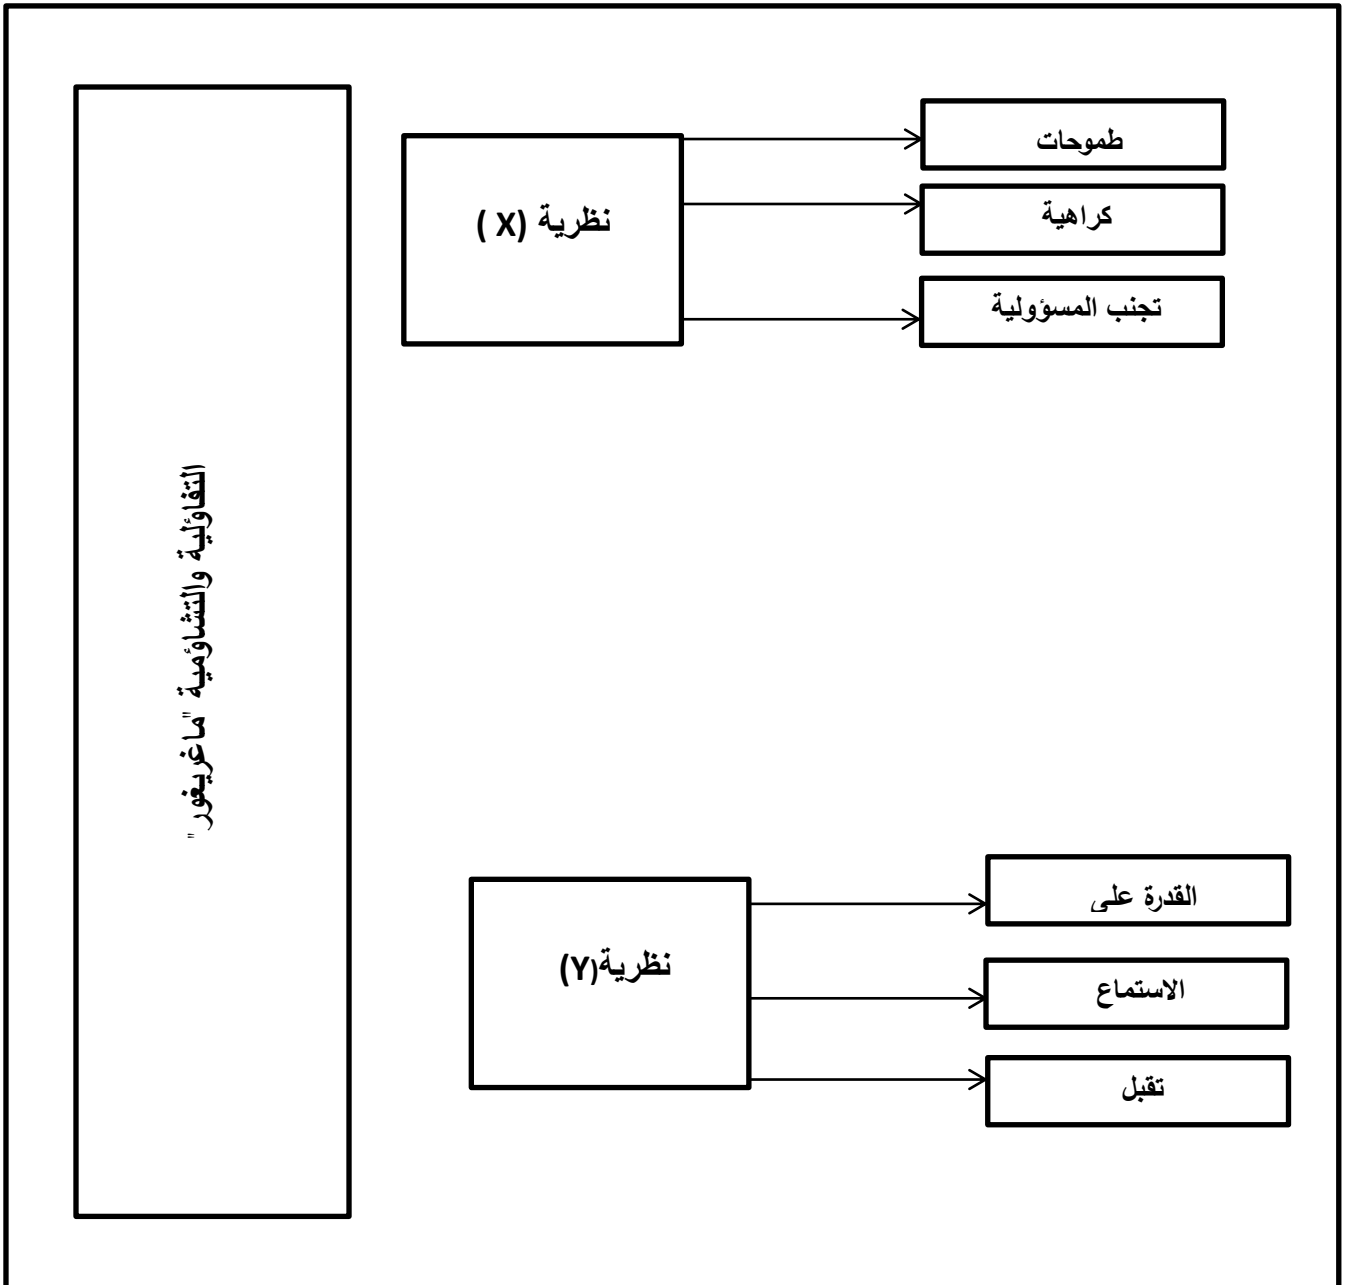 التفاؤلية والتشاؤمية "ماغريغور"
نظرية (X )
طموحات
كراهية
تجنب المسؤولية
نظرية(Y)
القدرة على
الاستماع
تقبل